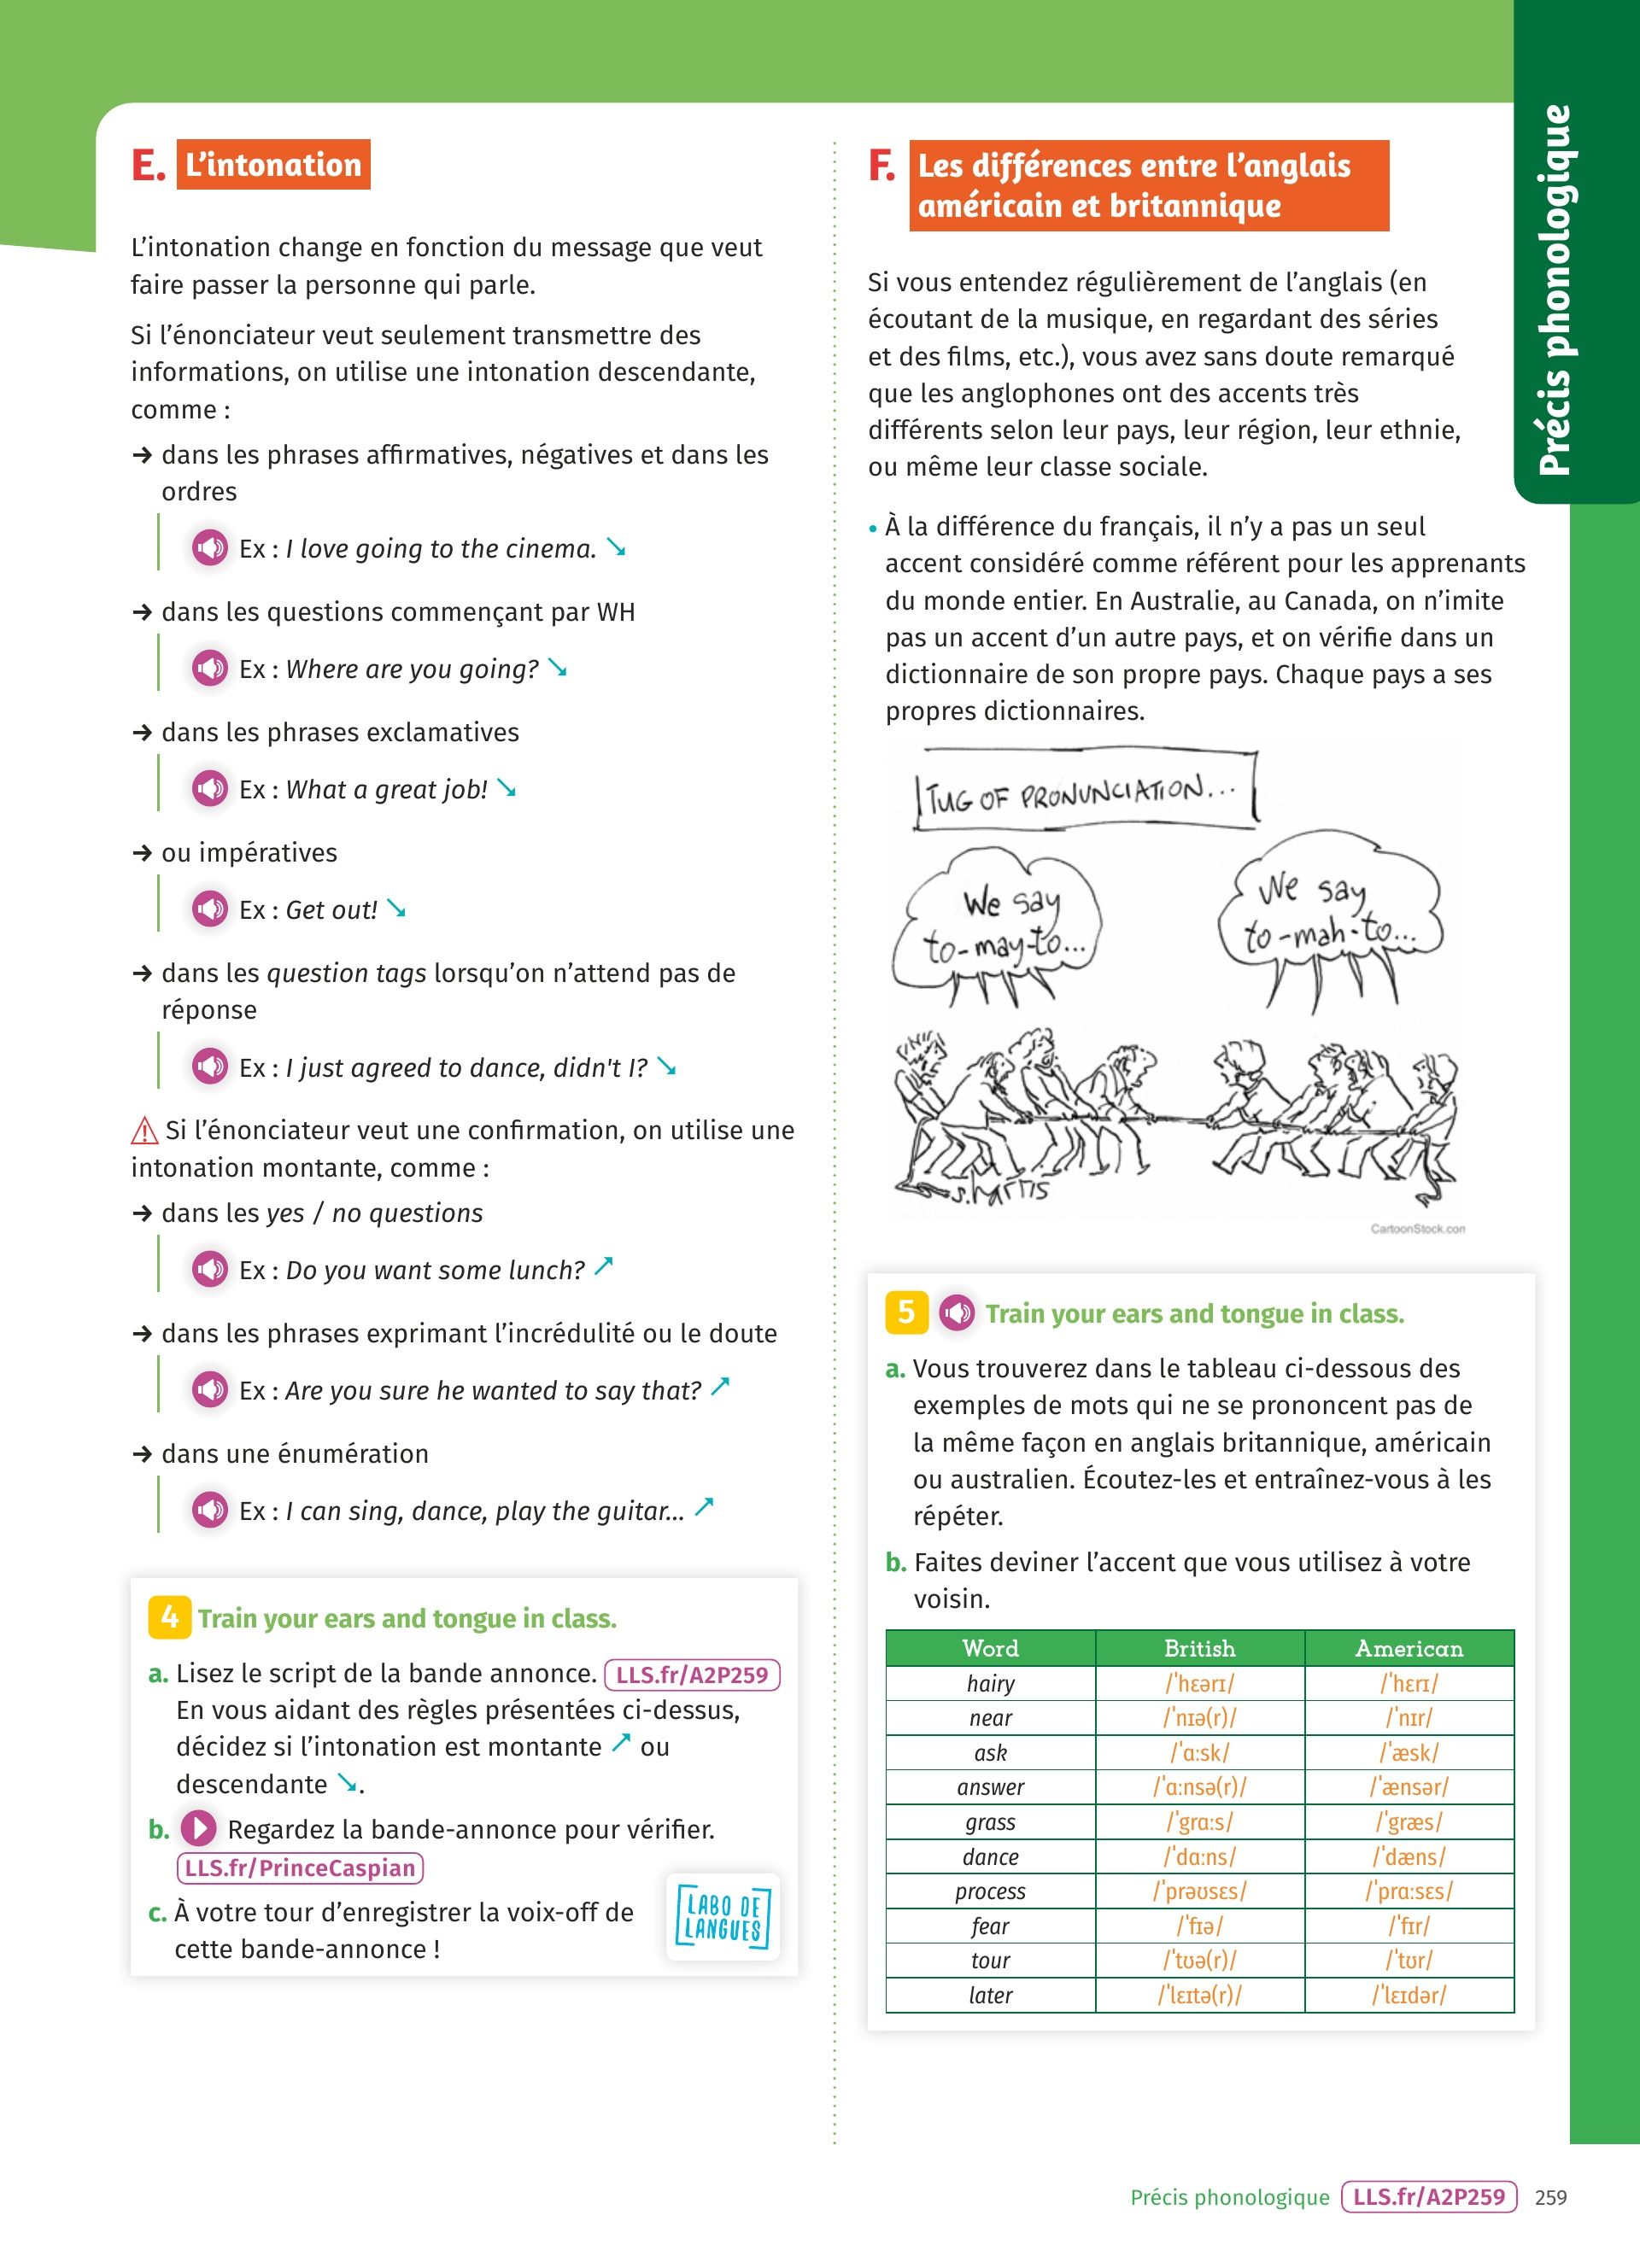 E. L'intonation
L'intonation change en fonction du message que veut
faire passer la personne qui parle.
Si l'énonciateur veut seulement transmettre des
informations, on utilise une intonation descendante,
comme :
→ dans les phrases affirmatives, négatives et dans les
ordres
Ex : I love going to the cinema. ↘
→ dans les questions commençant par WH
Ex : Where are you going? ↘
→ dans les phrases exclamatives
Ex : What a great job! ↘
→ ou impératives
Ex : Get out! ↘
→ dans les question tags lorsqu'on n'attend pas de
réponse
Ex : I just agreed to dance, didn't I? ↘
⚠ Si l'énonciateur veut une confirmation, on utilise une
intonation montante, comme :
→ dans les yes / no questions
Ex : Do you want some lunch? ↗
→ dans les phrases exprimant l'incrédulité ou le doute
Ex : Are you sure he wanted to say that? ↗
→ dans une énumération
Ex : I can sing, dance, play the guitar... ↗
4 Train your ears and tongue in class.
a. Lisez le script de la bande annonce. LLS.fr/A2P259
En vous aidant des règles présentées ci-dessus,
décidez si l'intonation est montante ↗ ou
descendante ↘.
b. Regardez la bande-annonce pour vérifier.
LLS.fr/PrinceCaspian
c. À votre tour d'enregistrer la voix-off de
cette bande-annonce !
LABO DE
LANGUES
F. Les différences entre l'anglais
américain et britannique
Si vous entendez régulièrement de l'anglais (en
écoutant de la musique, en regardant des séries
et des films, etc.), vous avez sans doute remarqué
que les anglophones ont des accents très
différents selon leur pays, leur région, leur ethnie,
ou même leur classe sociale.
• À la différence du français, il n'y a pas un seul
accent considéré comme référent pour les apprenants
du monde entier. En Australie, au Canada, on n'imite
pas un accent d'un autre pays, et on vérifie dans un
dictionnaire de son propre pays. Chaque pays a ses
propres dictionnaires.
TUG OF PRONUNCIATION...
We say
to-may-to...
We say
to-mah-to...
S.harris
CartoonStock.com
5 Train your ears and tongue in class.
a. Vous trouverez dans le tableau ci-dessous des
exemples de mots qui ne se prononcent pas de
la même façon en anglais britannique, américain
ou australien. Écoutez-les et entraînez-vous à les
répéter.
b. Faites deviner l'accent que vous utilisez à votre
voisin.
Word British American
hairy /ˈhɛərɪ/ /ˈhɛrɪ/
near /ˈnɪə(r)/ /ˈnɪr/
ask /ˈɑːsk/ /ˈæsk/
answer /ˈɑːnsə(r)/ /ˈænsər/
grass /ˈgrɑːs/ /ˈgræs/
dance /ˈdɑːns/ /ˈdæns/
process /ˈprəʊsɛs/ /ˈprɑːsɛs/
fear /ˈfɪə/ /ˈfɪr/
tour /ˈtʊə(r)/ /ˈtʊr/
later /ˈlɛɪtə(r)/ /ˈlɛɪdər/
Précis phonologique
Précis phonologique LLS.fr/A2P259 259